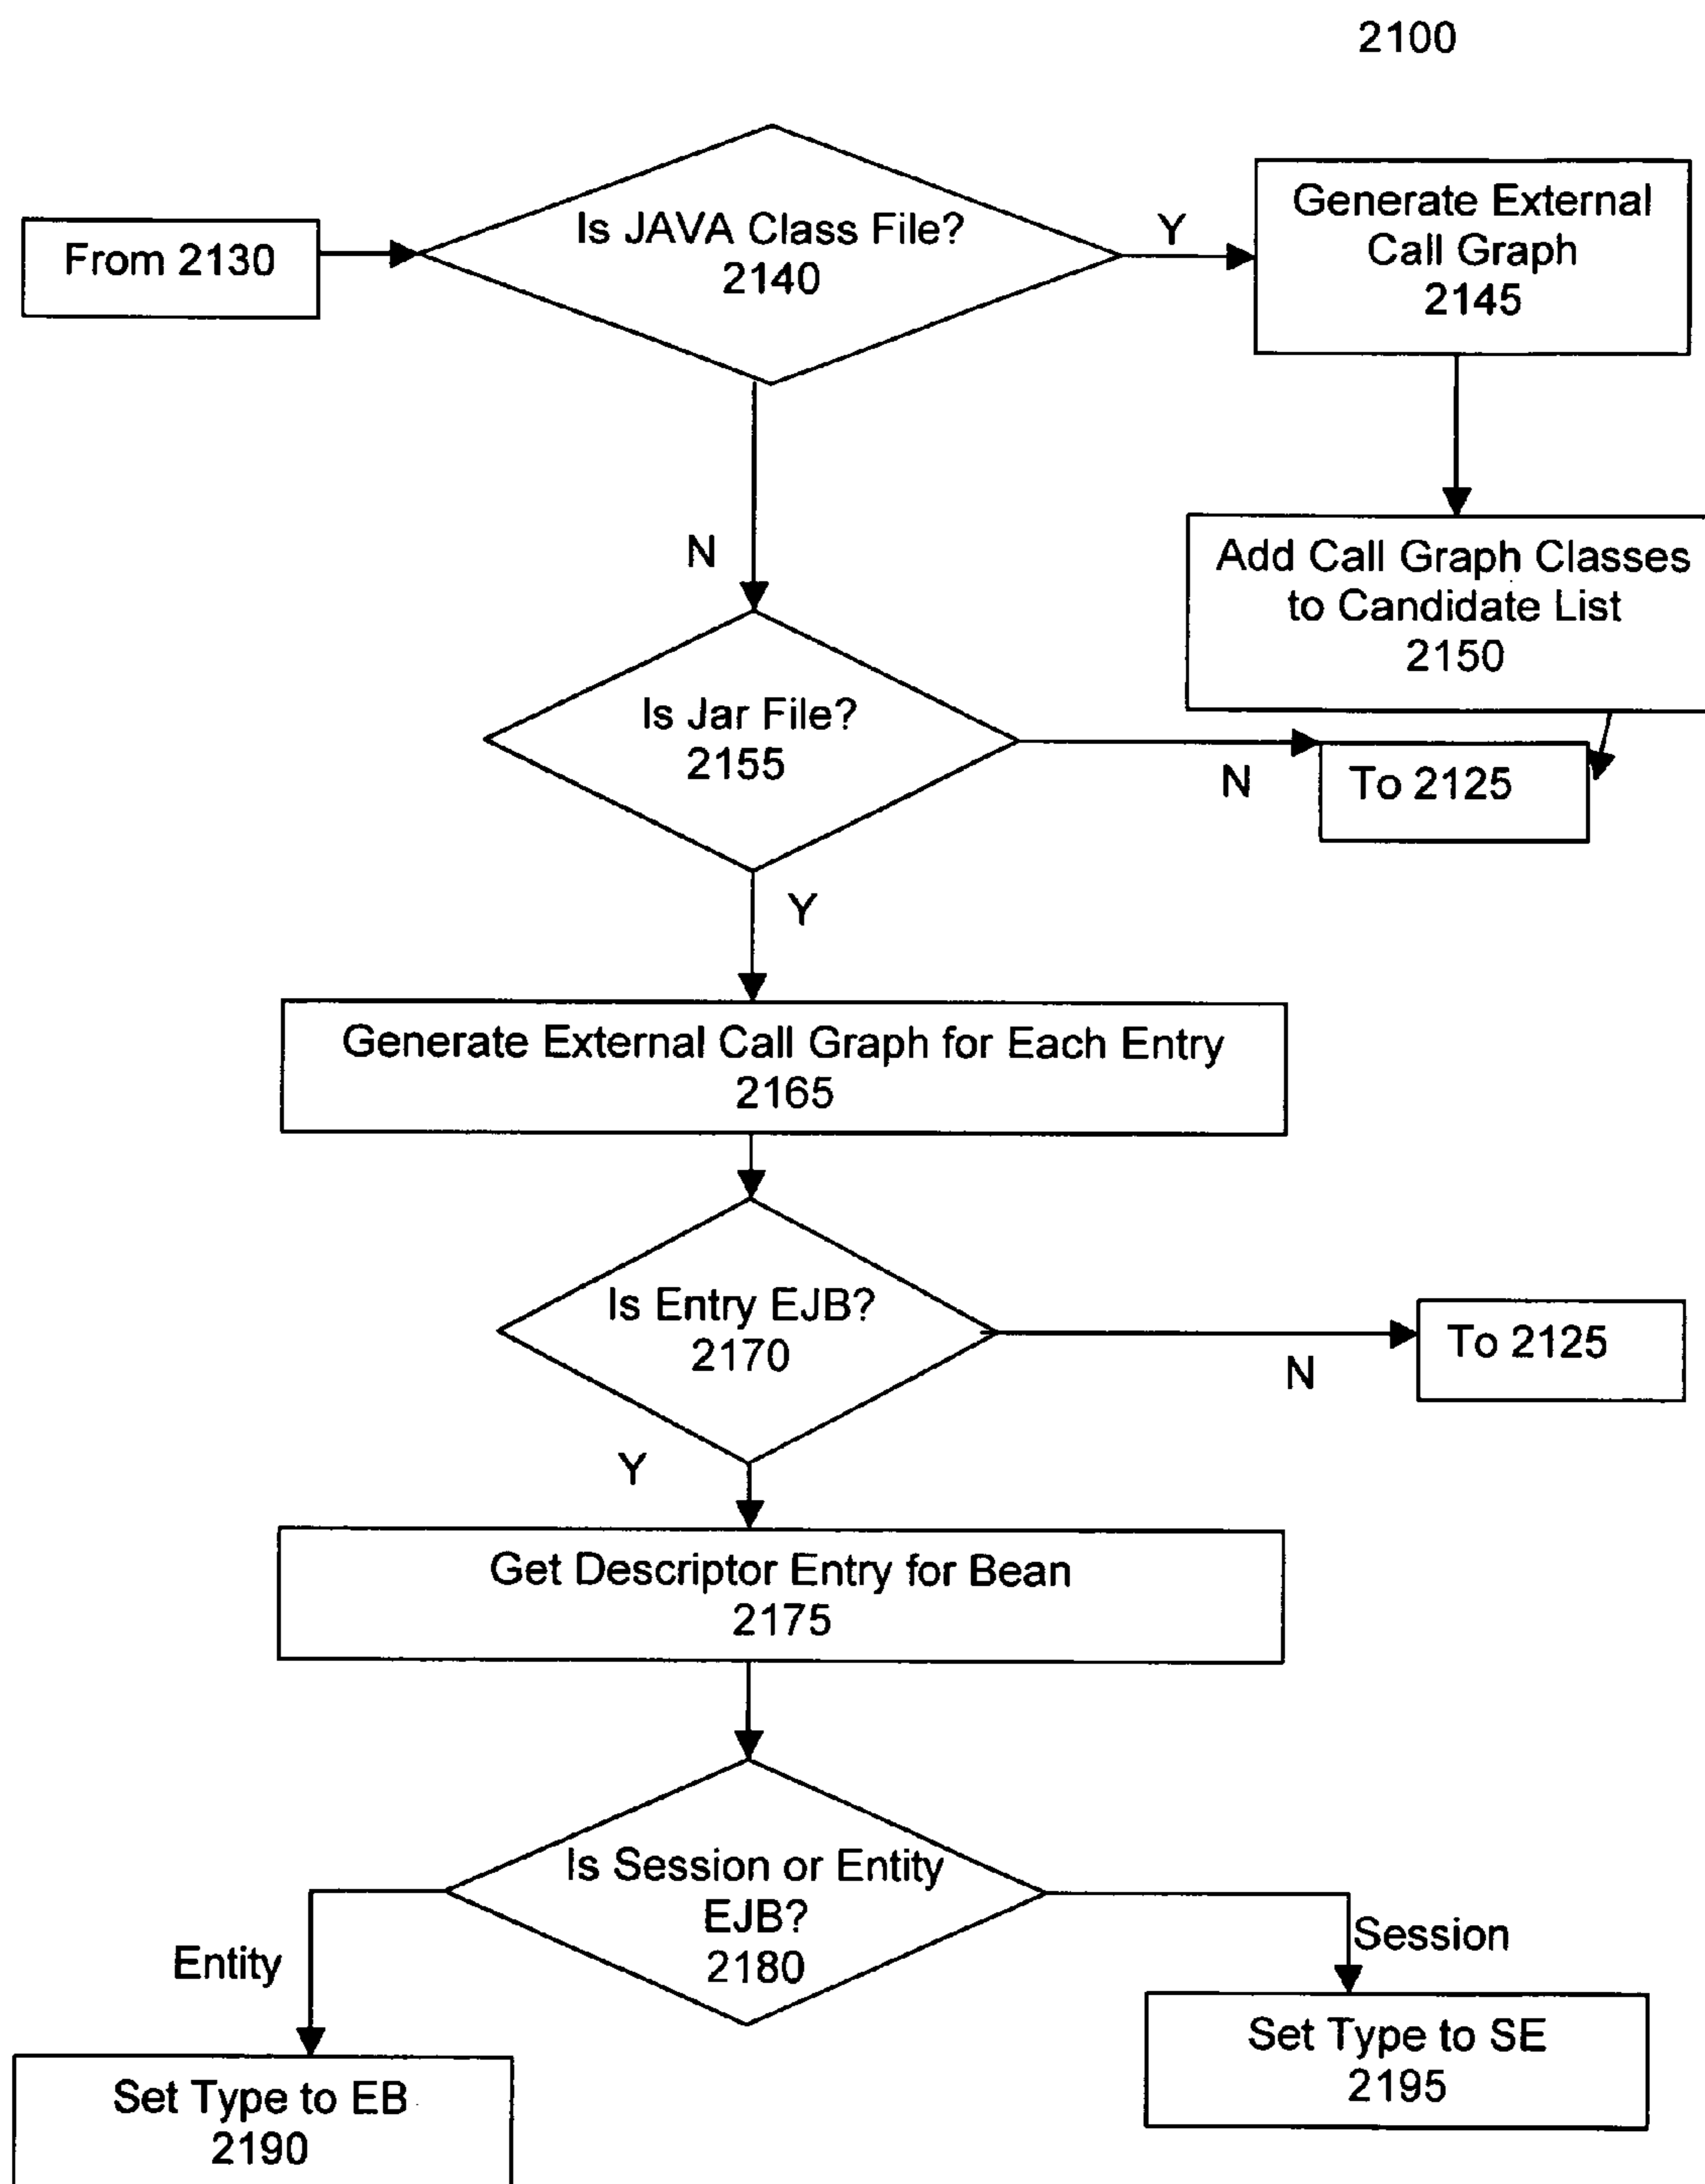 2100
From 2130
Is JAVA Class File?
2140
Y
Generate External
Call Graph
2145
N
Add Call Graph Classes
to Candidate List
2150
Is Jar File?
2155
N
To 2125
Y
Generate External Call Graph for Each Entry
2165
Is Entry EJB?
2170
N
To 2125
Y
Get Descriptor Entry for Bean
2175
Is Session or Entity
EJB?
2180
Entity
Session
Set Type to EB
2190
Set Type to SE
2195